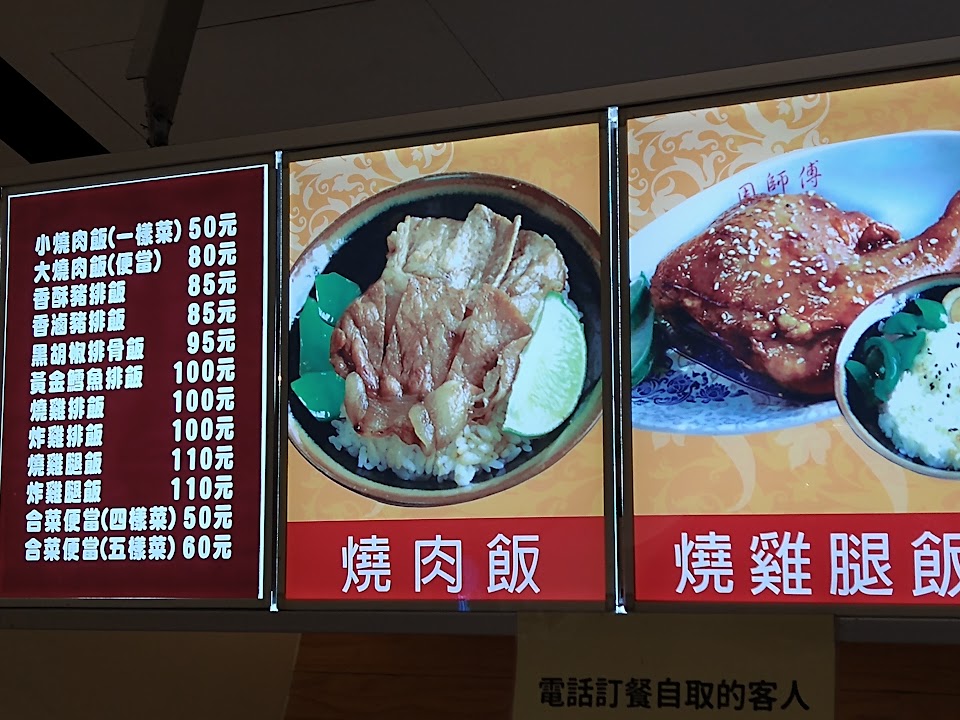 小燒肉飯(一樣菜) 50元
大燒肉飯(便當) 80元
香酥豬排飯 85元
香滷豬排飯 85元
黑胡椒排骨飯 95元
黃金鱈魚排飯 100元
燒雞排飯 100元
炸雞排飯 100元
燒雞腿飯 110元
炸雞腿飯 110元
合菜便當(四樣菜) 50元
合菜便當(五樣菜) 60元
燒肉飯
周師傅
燒雞腿飯
電話訂餐自取的客人